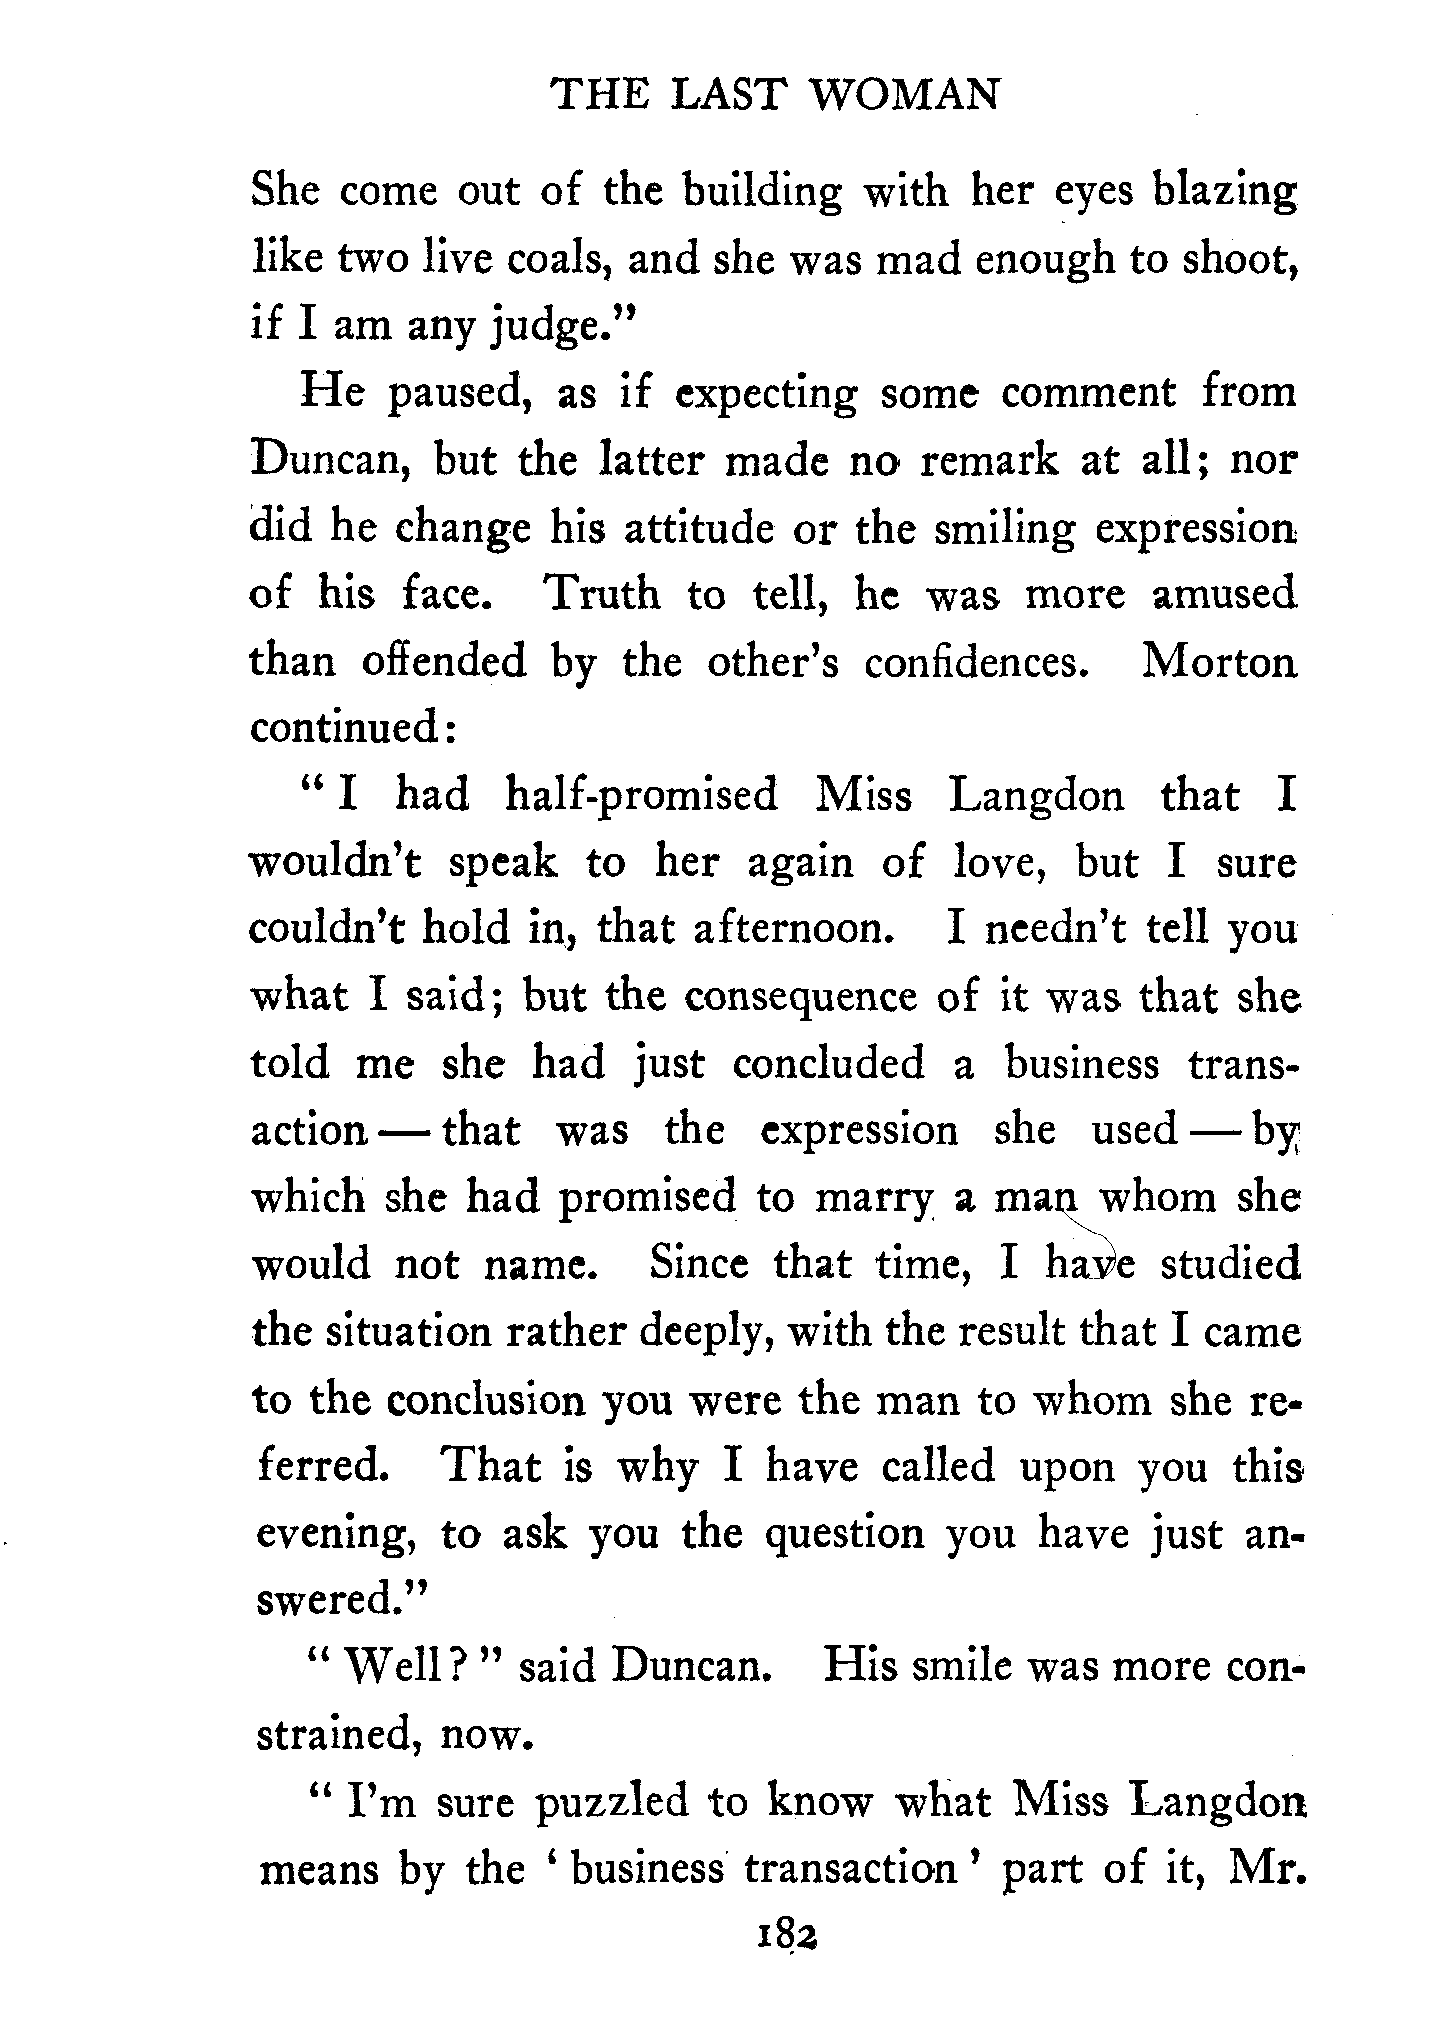 THE LAST WOMAN
She come out of the building with her eyes blazing
like two live coals, and she was mad enough to shoot,
if I am any judge.”
He paused, as if expecting some comment from
Duncan, but the latter made no remark at all; nor
did he change his attitude or the smiling expression
of his face. Truth to tell, he was more amused
than offended by the other’s confidences. Morton
continued:
“ I had half-promised Miss Langdon that I
wouldn’t speak to her again of love, but I sure
couldn’t hold in, that afternoon. I needn’t tell you
what I said; but the consequence of it was that she
told me she had just concluded a business trans-
action — that was the expression she used — by
which she had promised to marry a man whom she
would not name. Since that time, I have studied
the situation rather deeply, with the result that I came
to the conclusion you were the man to whom she re-
ferred. That is why I have called upon you this
evening, to ask you the question you have just an-
swered.”
“ Well? ” said Duncan. His smile was more con-
strained, now.
“ I’m sure puzzled to know what Miss Langdon
means by the ‘ business transaction ’ part of it, Mr.
182